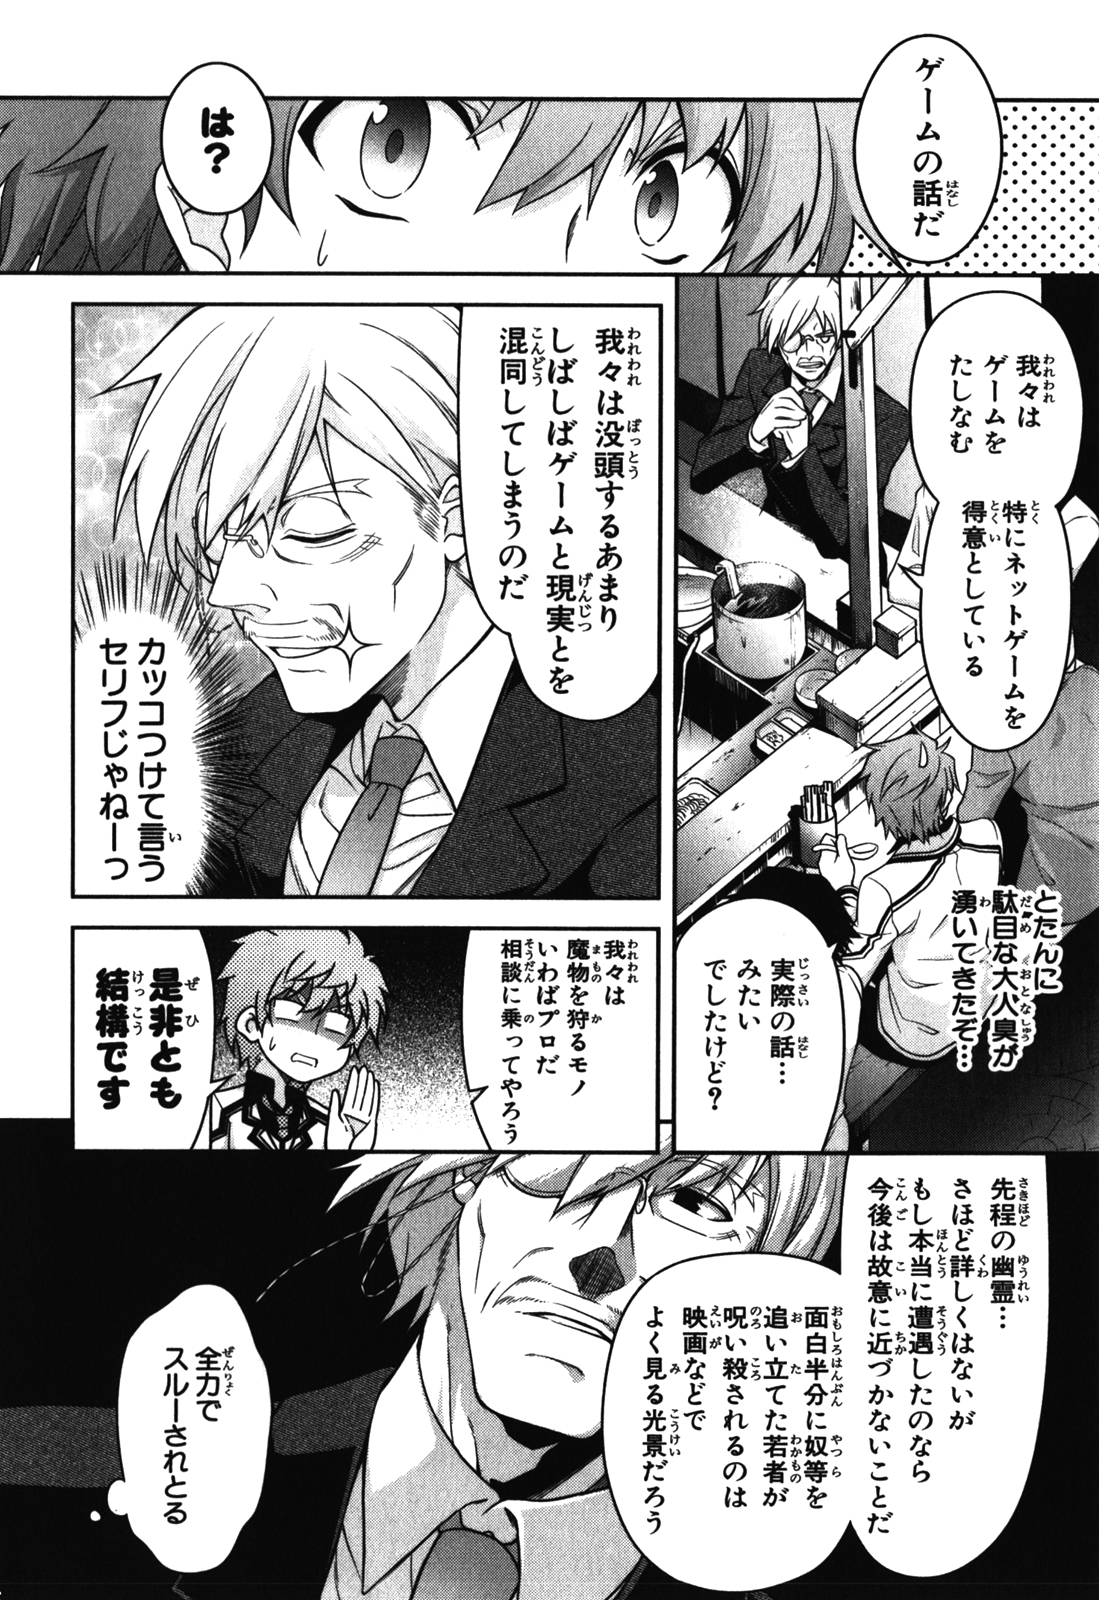 ゲームの話だ
は?
我々は
ゲームを
たしなむ
特にネットゲームを
得意としている
とたんに
駄目な大人臭が
湧いてきたぞ…
実際の話…
みたい
でしたけど?
我々は没頭するあまり
しばしばゲームと現実とを
混同してしまうのだ
カッコつけて言う
セリフじゃねーっ
我々は
魔物を狩るモノ
いわばプロだ
相談に乗ってやろう
是非とも
結構です
先程の幽霊…
さほど詳しくはないが
もし本当に遭遇したのなら
今後は故意に近づかないことだ
面白半分に奴等を
追い立てた若者が
呪い殺されるのは
映画などで
よく見る光景だろう
全力で
スルーされとる